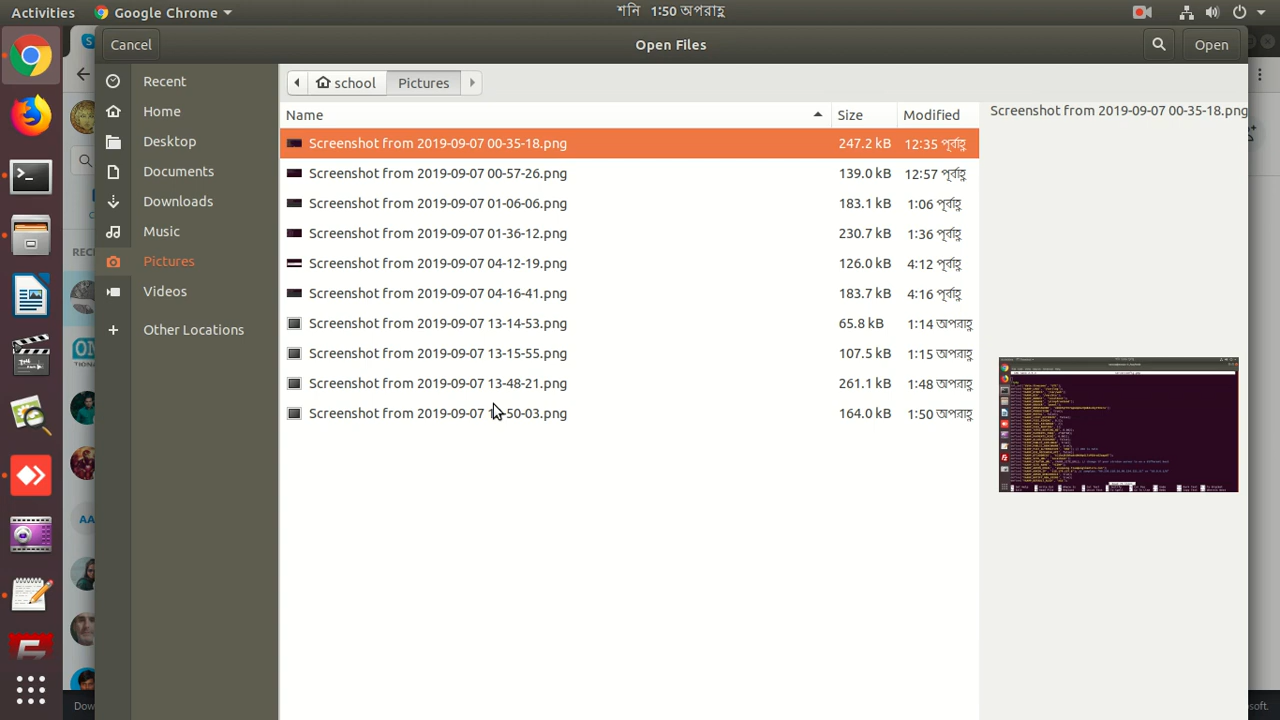 Activities Google Chrome শনি 1:50 অপরাহ্ণ
Cancel Open Files Open
Recent
Home
Desktop
Documents
Downloads
Music
Pictures
Videos
Other Locations
school Pictures
Name Size Modified
Screenshot from 2019-09-07 00-35-18.png 247.2 kB 12:35 পূর্বাহ্ণ
Screenshot from 2019-09-07 00-57-26.png 139.0 kB 12:57 পূর্বাহ্ণ
Screenshot from 2019-09-07 01-06-06.png 183.1 kB 1:06 পূর্বাহ্ণ
Screenshot from 2019-09-07 01-36-12.png 230.7 kB 1:36 পূর্বাহ্ণ
Screenshot from 2019-09-07 04-12-19.png 126.0 kB 4:12 পূর্বাহ্ণ
Screenshot from 2019-09-07 04-16-41.png 183.7 kB 4:16 পূর্বাহ্ণ
Screenshot from 2019-09-07 13-14-53.png 65.8 kB 1:14 অপরাহ্ণ
Screenshot from 2019-09-07 13-15-55.png 107.5 kB 1:15 অপরাহ্ণ
Screenshot from 2019-09-07 13-48-21.png 261.1 kB 1:48 অপরাহ্ণ
Screenshot from 2019-09-07 164.0 kB 1:50 অপরাহ্ণ
Screenshot from 2019-09-07 00-35-18.png